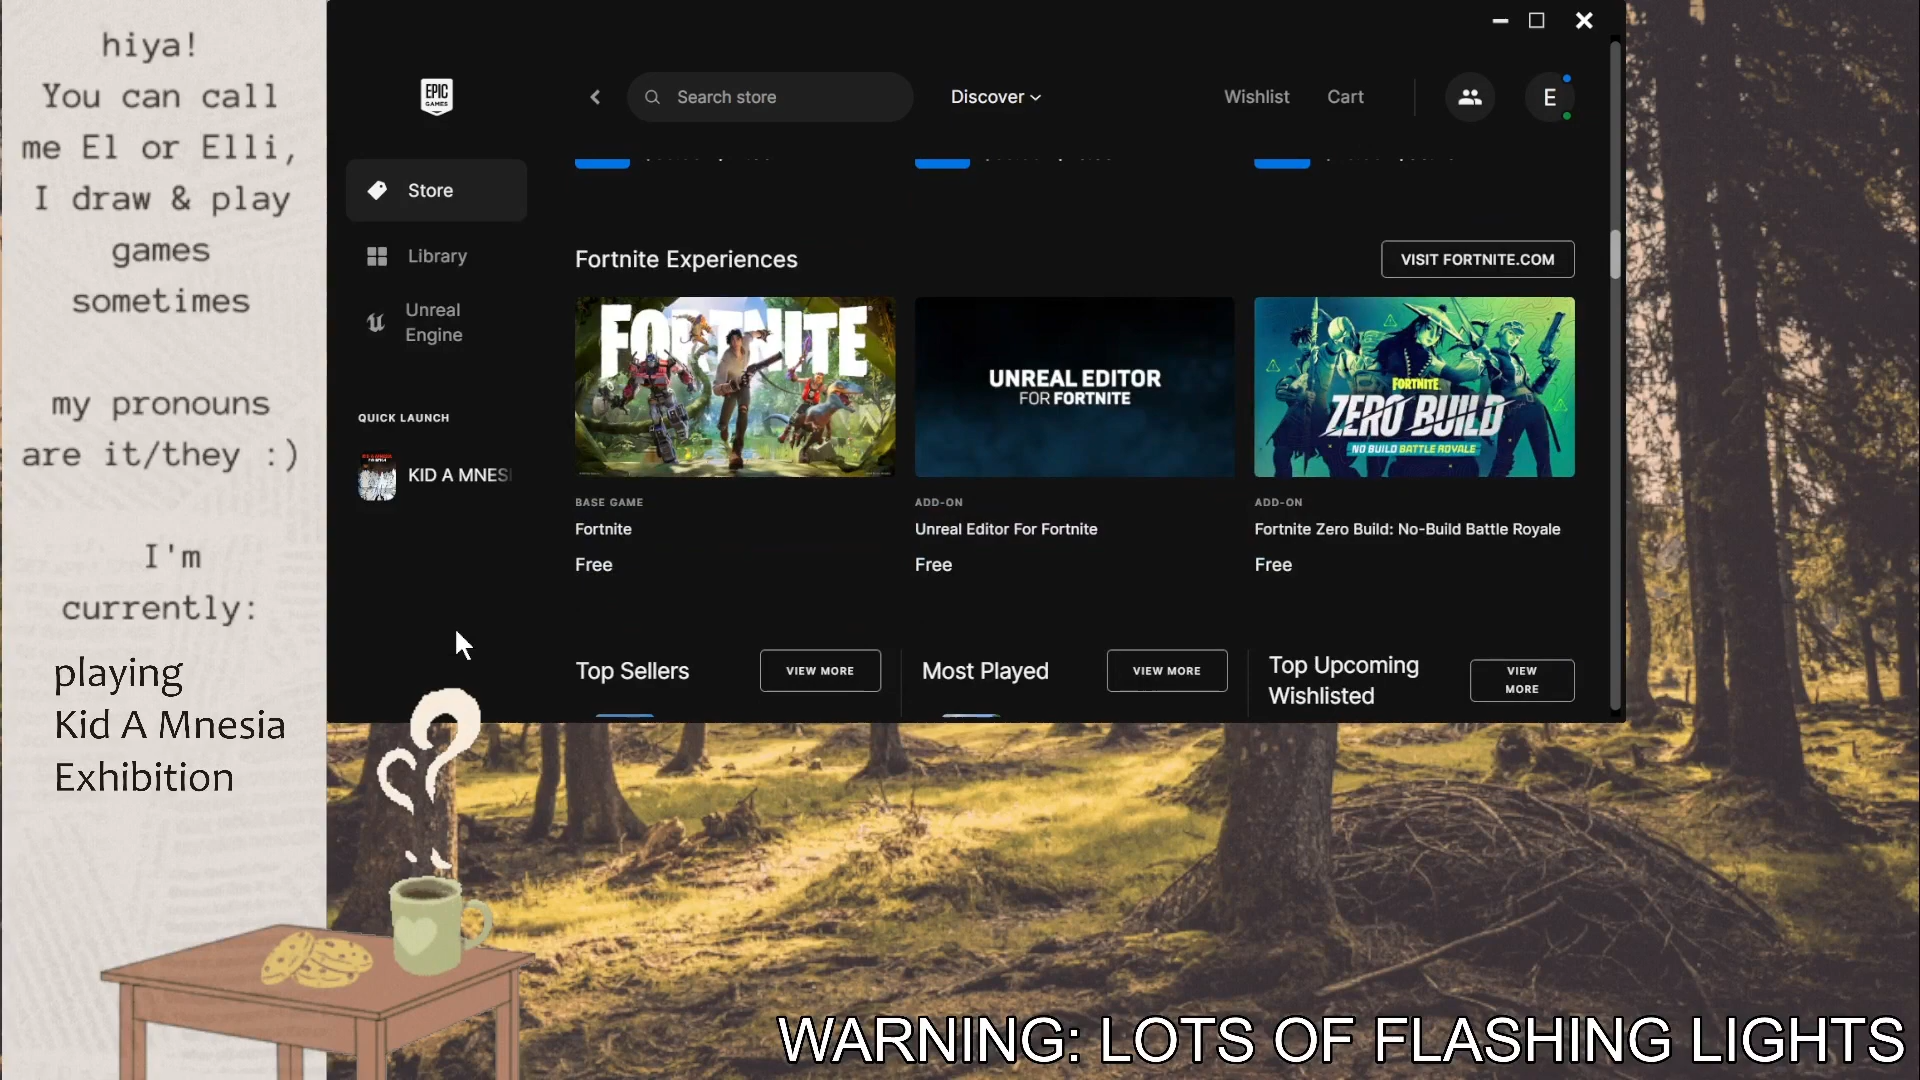 hiya!
You can call
me El or Elli,
I draw & play
games
sometimes
my pronouns
are it/they :)
I'm
currently:
playing
Kid A Mnesia
Exhibition
EPIC
GAMES
Search store
Discover
Wishlist
Cart
E
Store
Library
Unreal
Engine
QUICK LAUNCH
KID A MNESI
Fortnite Experiences
VISIT FORTNITE.COM
FORTNITE
UNREAL EDITOR
FOR FORTNITE
FORTNITE
ZERO BUILD
NO BUILD BATTLE ROYALE
BASE GAME
ADD-ON
ADD-ON
Fortnite
Unreal Editor For Fortnite
Fortnite Zero Build: No-Build Battle Royale
Free
Free
Free
Top Sellers
VIEW MORE
Most Played
VIEW MORE
Top Upcoming
Wishlisted
VIEW
MORE
WARNING: LOTS OF FLASHING LIGHTS